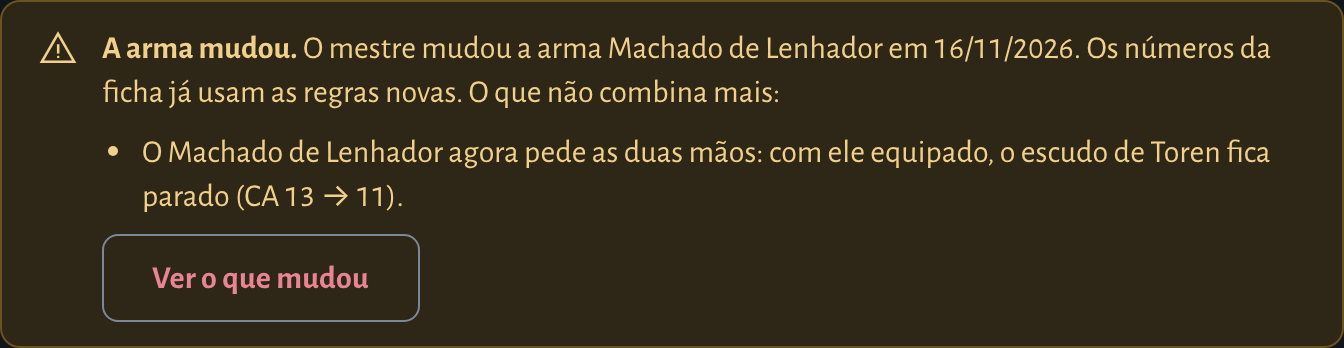 A arma mudou. O mestre mudou a arma Machado de Lenhador em 16/11/2026. Os números da
ficha já usam as regras novas. O que não combina mais:
• O Machado de Lenhador agora pede as duas mãos: com ele equipado, o escudo de Toren fica
parado (CA 13 → 11).
Ver o que mudou